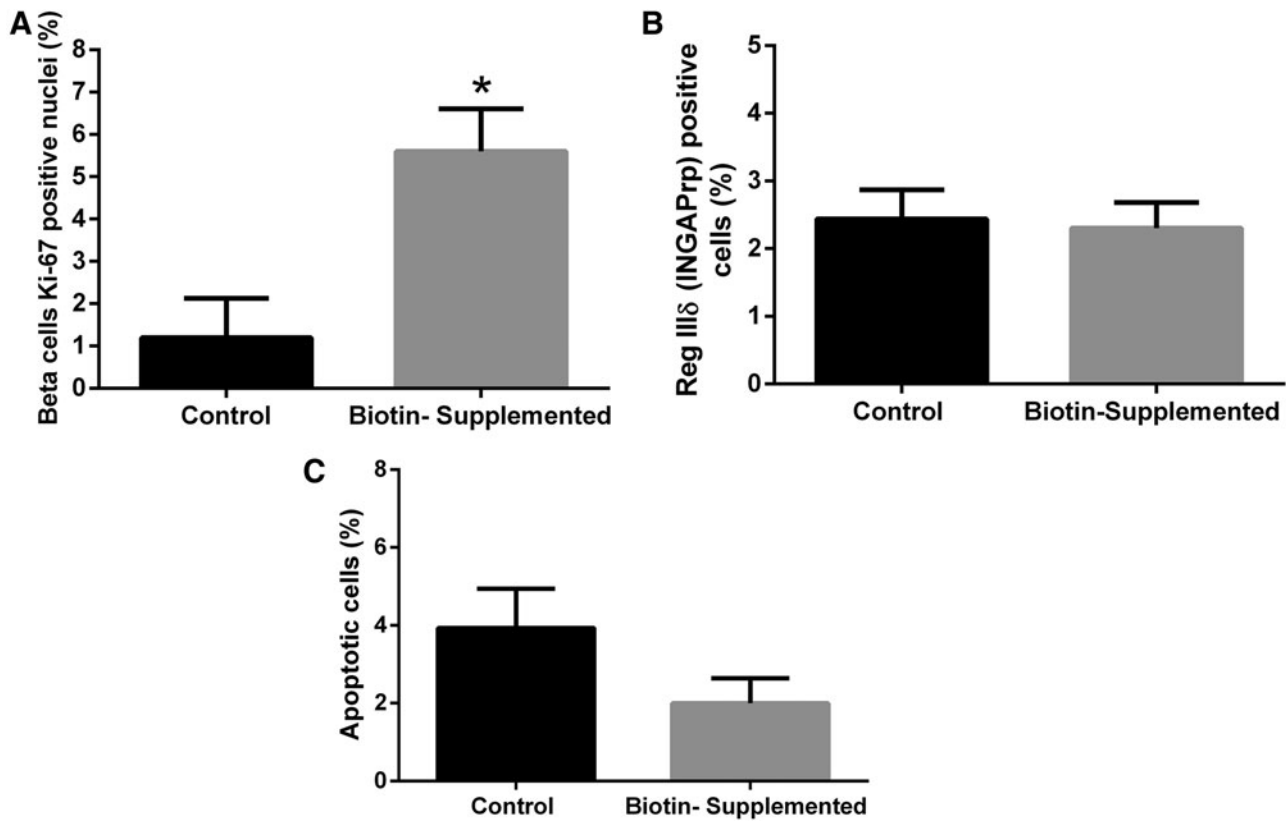 A
Beta cells Ki-67 positive nuclei (%)
8
7
6
5
4
3
2
1
0
*
Control
Biotin- Supplemented
B
Reg IIIδ (INGAPrp) positive
cells (%)
5
4
3
2
1
0
Control
Biotin-Supplemented
C
Apoptotic cells (%)
8
6
4
2
0
Control
Biotin- Supplemented